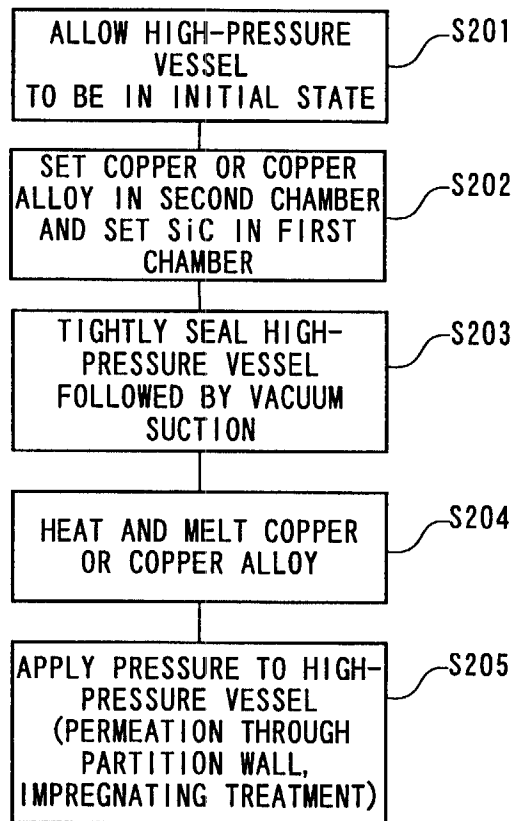 ALLOW HIGH-PRESSURE
VESSEL
TO BE IN INITIAL STATE
S201
SET COPPER OR COPPER
ALLOY IN SECOND CHAMBER
AND SET SiC IN FIRST
CHAMBER
S202
TIGHTLY SEAL HIGH-
PRESSURE VESSEL
FOLLOWED BY VACUUM
SUCTION
S203
HEAT AND MELT COPPER
OR COPPER ALLOY
S204
APPLY PRESSURE TO HIGH-
PRESSURE VESSEL
(PERMEATION THROUGH
PARTITION WALL,
IMPREGNATING TREATMENT)
S205